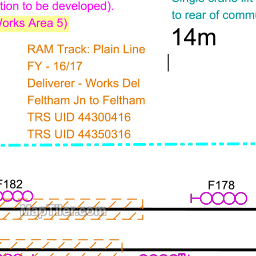 tion to be developed).
Works Area 5)
Single crane lift
to rear of commu
14m
RAM Track: Plain Line
FY - 16/17
Deliverer - Works Del
Feltham Jn to Feltham
TRS UID 44300416
TRS UID 44350316
F182
F178
MapTiler.com